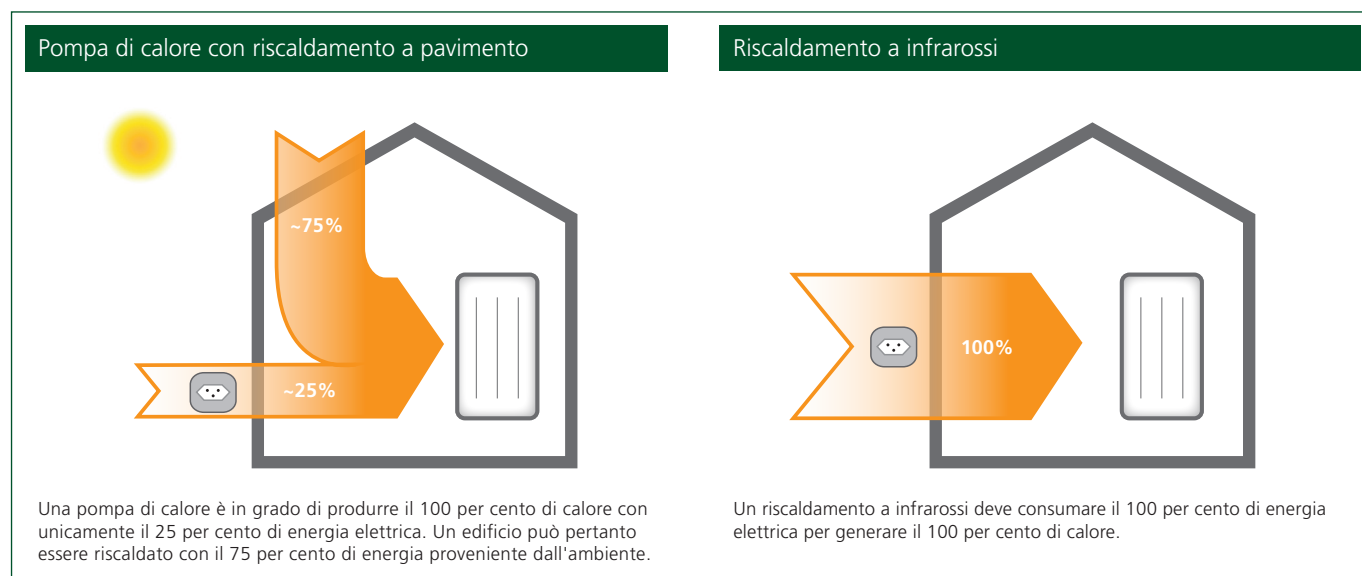 Pompa di calore con riscaldamento a pavimento
~75%
~25%
Una pompa di calore è in grado di produrre il 100 per cento di calore con
unicamente il 25 per cento di energia elettrica. Un edificio può pertanto
essere riscaldato con il 75 per cento di energia proveniente dall'ambiente.
Riscaldamento a infrarossi
100%
Un riscaldamento a infrarossi deve consumare il 100 per cento di energia
elettrica per generare il 100 per cento di calore.